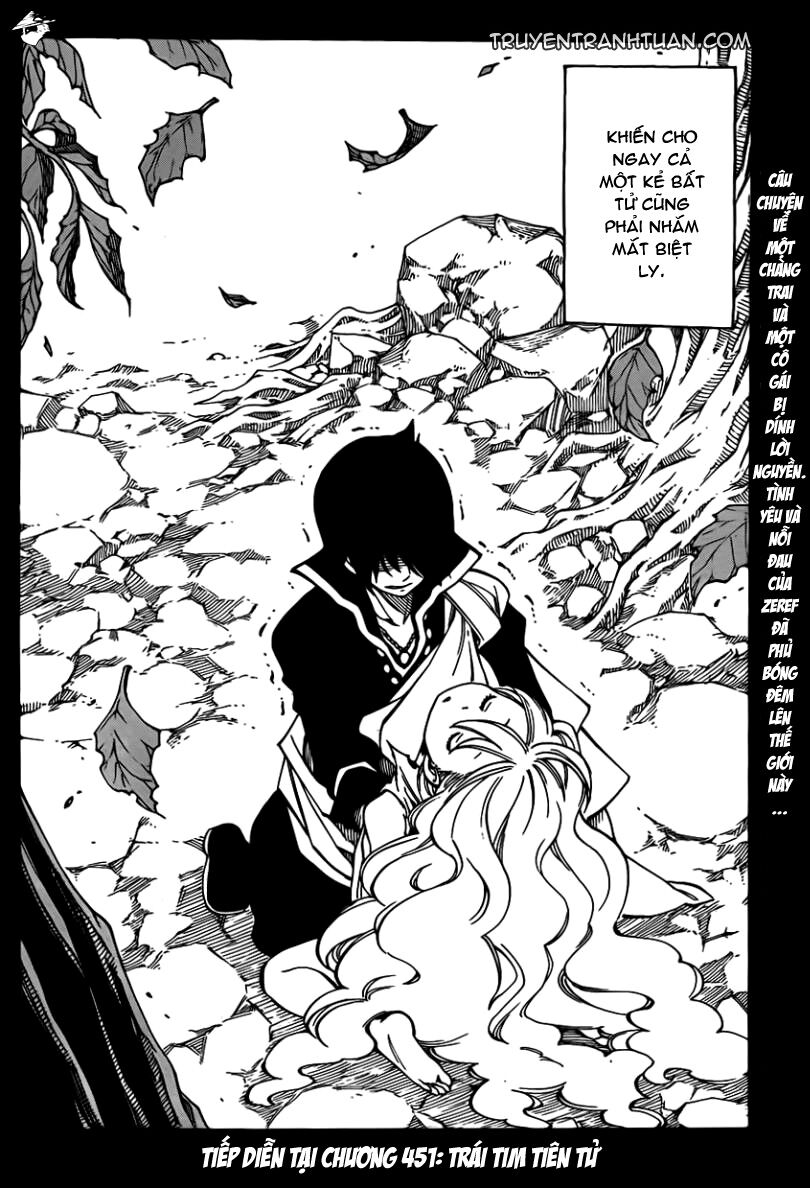 TRUYENTRANHTUAN.COM
KHIẾN CHO
NGAY CẢ
MỘT KẺ BẤT
TỬ CŨNG
PHẢI NHẮM
MẮT BIỆT
LY.
CÂU
CHUYỆN
VỀ
MỘT
CHÀNG
TRAI
VÀ
MỘT
CÔ
GÁI
BỊ
DÍNH
LỜI
NGUYỀN.
TÌNH
YÊU VÀ
NỖI
ĐAU
CỦA
ZEREF
ĐÃ
PHỦ
BÓNG
ĐÊM
LÊN
THẾ
GIỚI
NÀY
...
TIẾP DIỄN TẠI CHƯƠNG 451: TRÁI TIM TIÊN TỬ